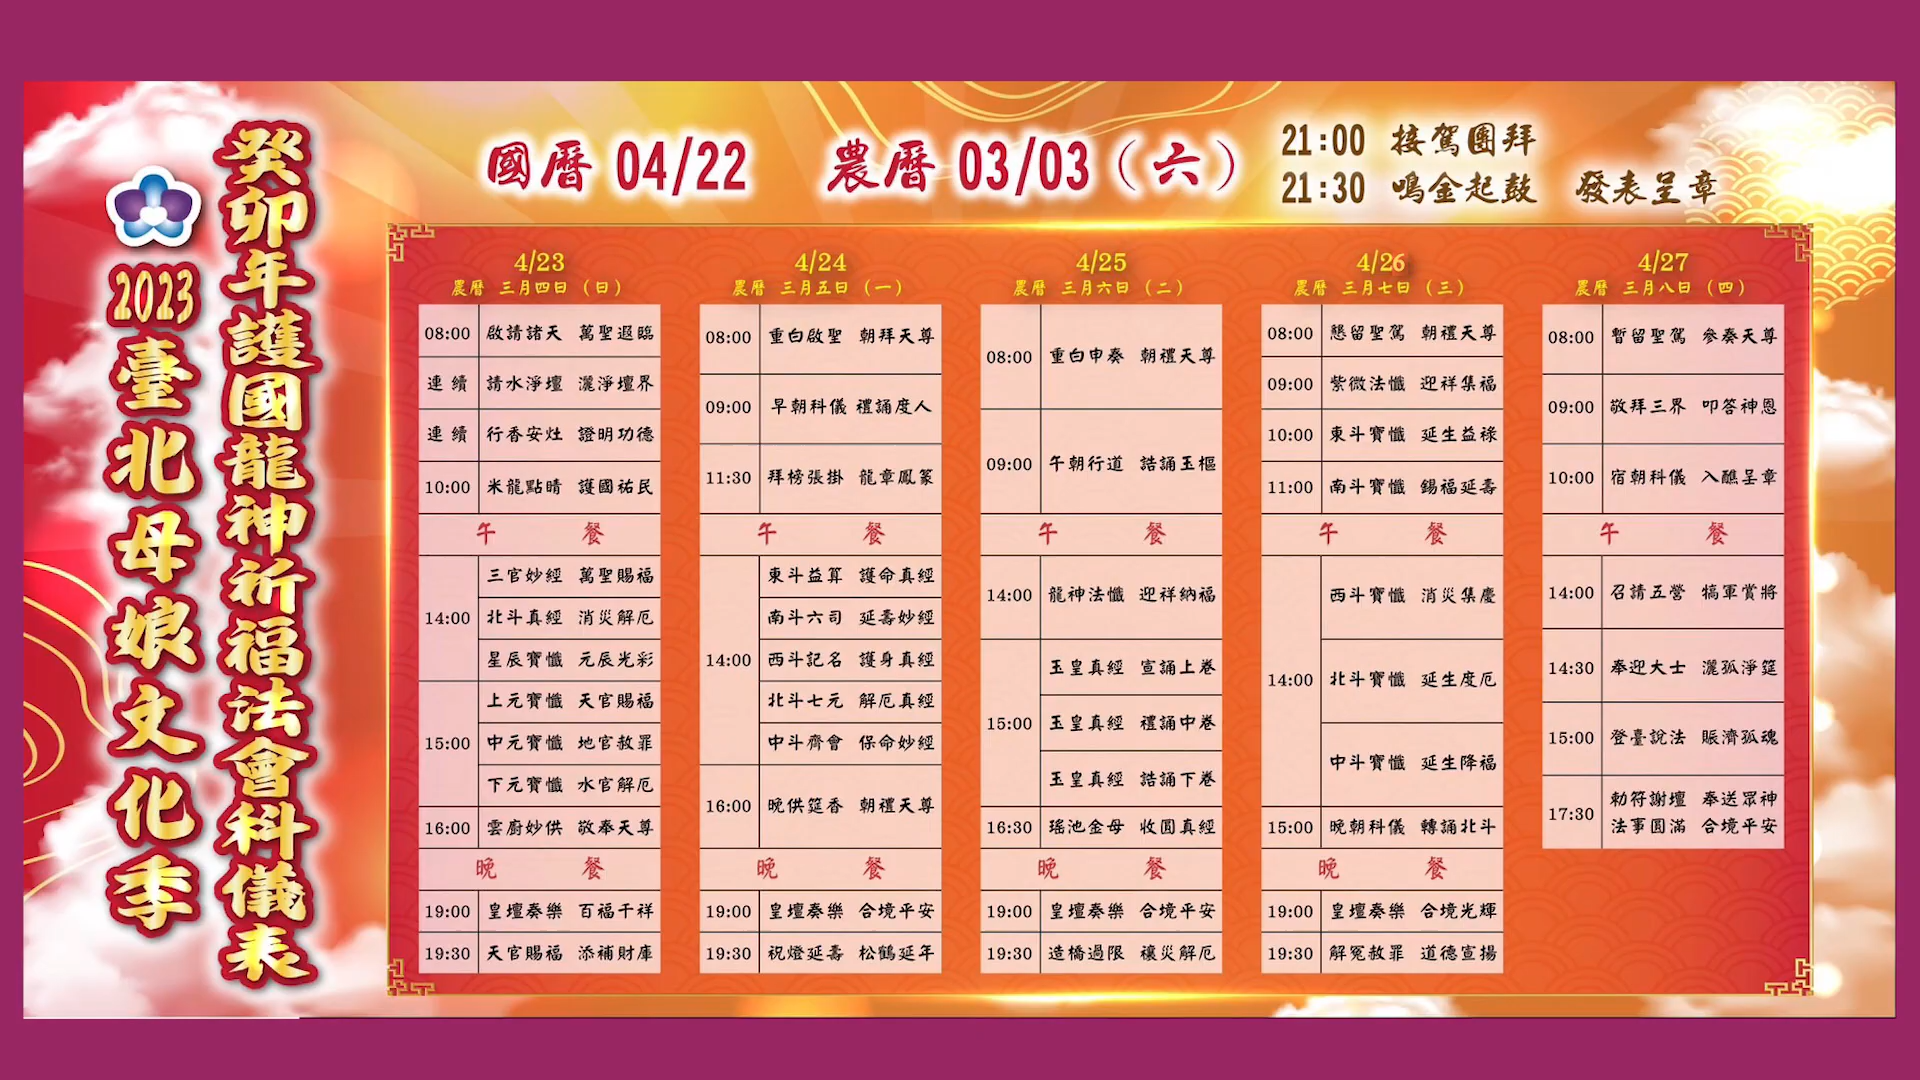 癸卯年護國龍神祈福法會科儀表
2023臺北母娘文化季
國曆 04/22 農曆 03/03（六）
21:00 接駕團拜
21:30 鳴金起鼓 發表呈章
4/23
農曆 三月四日（日）
08:00 啟請諸天 萬聖遐臨
連續 請水淨壇 灑淨壇界
連續 行香安灶 證明功德
10:00 米龍點睛 護國祐民
午餐
14:00 三官妙經 萬聖賜福
北斗真經 消災解厄
星辰寶懺 元辰光彩
15:00 上元寶懺 天官賜福
中元寶懺 地官赦罪
下元寶懺 水官解厄
16:00 雲廚妙供 敬奉天尊
晚餐
19:00 皇壇奏樂 百福千祥
19:30 天官賜福 添補財庫
4/24
農曆 三月五日（一）
08:00 重白啟聖 朝拜天尊
09:00 早朝科儀 禮誦度人
11:30 拜榜張掛 龍章鳳篆
午餐
14:00 東斗益算 護命真經
南斗六司 延壽妙經
西斗記名 護身真經
北斗七元 解厄真經
中斗齊會 保命妙經
16:00 晚供筵香 朝禮天尊
晚餐
19:00 皇壇奏樂 合境平安
19:30 祝燈延壽 松鶴延年
4/25
農曆 三月六日（二）
08:00 重白申奏 朝禮天尊
09:00 午朝行道 誥誦玉樞
午餐
14:00 龍神法懺 迎祥納福
15:00 玉皇真經 宣誦上卷
玉皇真經 禮誦中卷
玉皇真經 誥誦下卷
16:30 瑤池金母 收圓真經
晚餐
19:00 皇壇奏樂 合境平安
19:30 造橋過限 禳災解厄
4/26
農曆 三月七日（三）
08:00 懇留聖駕 朝禮天尊
09:00 紫微法懺 迎祥集福
10:00 東斗寶懺 延生益祿
11:00 南斗寶懺 錫福延壽
午餐
14:00 西斗寶懺 消災集慶
北斗寶懺 延生度厄
中斗寶懺 延生降福
15:00 晚朝科儀 轉誦北斗
晚餐
19:00 皇壇奏樂 合境光輝
19:30 解冤赦罪 道德宣揚
4/27
農曆 三月八日（四）
08:00 暫留聖駕 參奏天尊
09:00 敬拜三界 叩答神恩
10:00 宿朝科儀 入醮呈章
午餐
14:00 召請五營 犒軍賞將
14:30 奉迎大士 灑孤淨筵
15:00 登臺說法 賑濟孤魂
17:30 勅符謝壇 奉送眾神
法事圓滿 合境平安